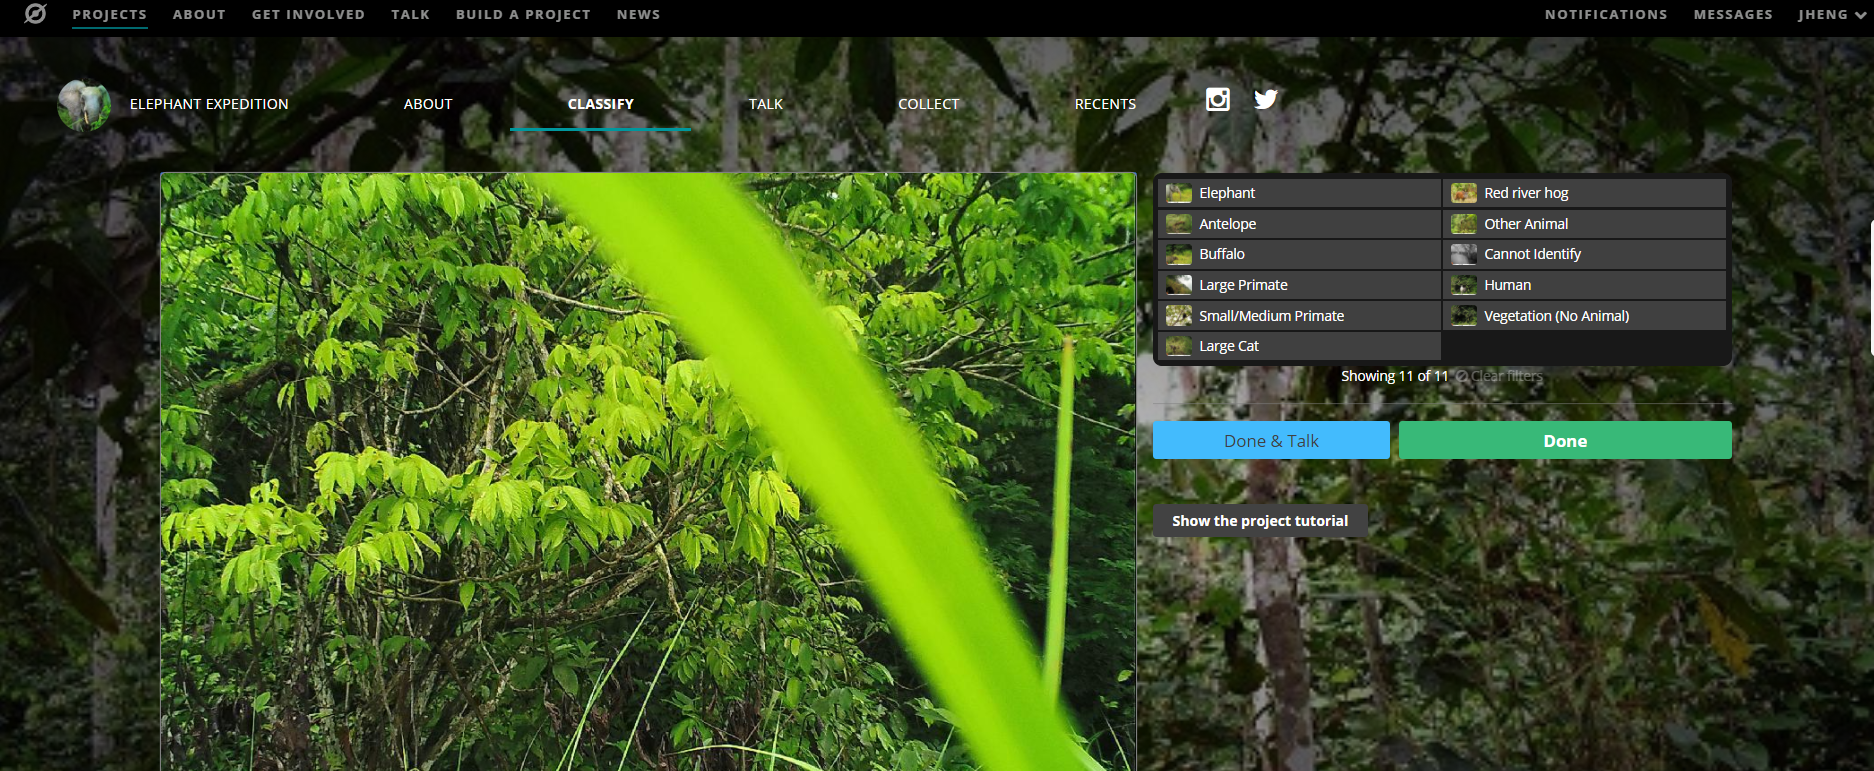 PROJECTS ABOUT GET INVOLVED TALK BUILD A PROJECT NEWS NOTIFICATIONS MESSAGES JHENG
ELEPHANT EXPEDITION ABOUT CLASSIFY TALK COLLECT RECENTS
Elephant Red river hog
Antelope Other Animal
Buffalo Cannot Identify
Large Primate Human
Small/Medium Primate Vegetation (No Animal)
Large Cat
Showing 11 of 11 Clear filters
Done & Talk Done
Show the project tutorial